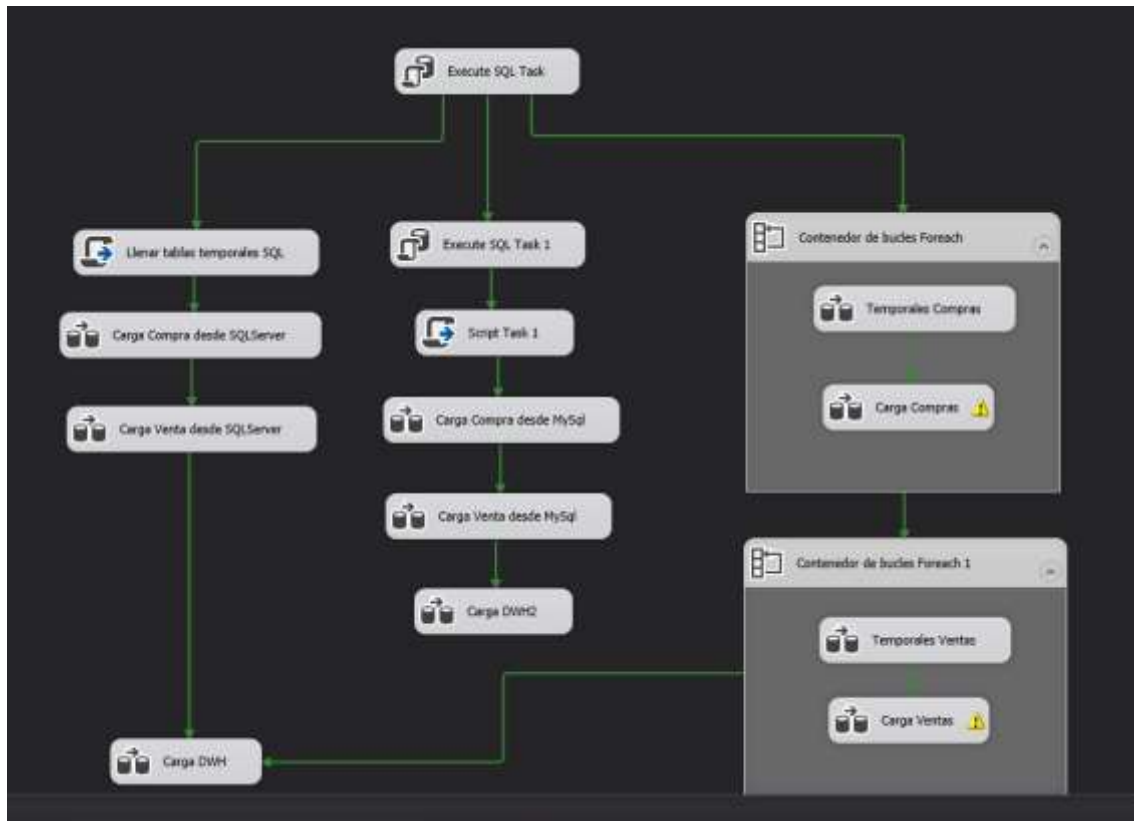 Execute SQL Task
Llenar tablas temporales SQL
Carga Compra desde SQLServer
Carga Venta desde SQLServer
Execute SQL Task 1
Script Task 1
Carga Compra desde MySql
Carga Venta desde MySql
Carga DWH2
Contenedor de bucles Foreach
Temporales Compras
Carga Compras
Contenedor de bucles Foreach 1
Temporales Ventas
Carga Ventas
Carga DWH